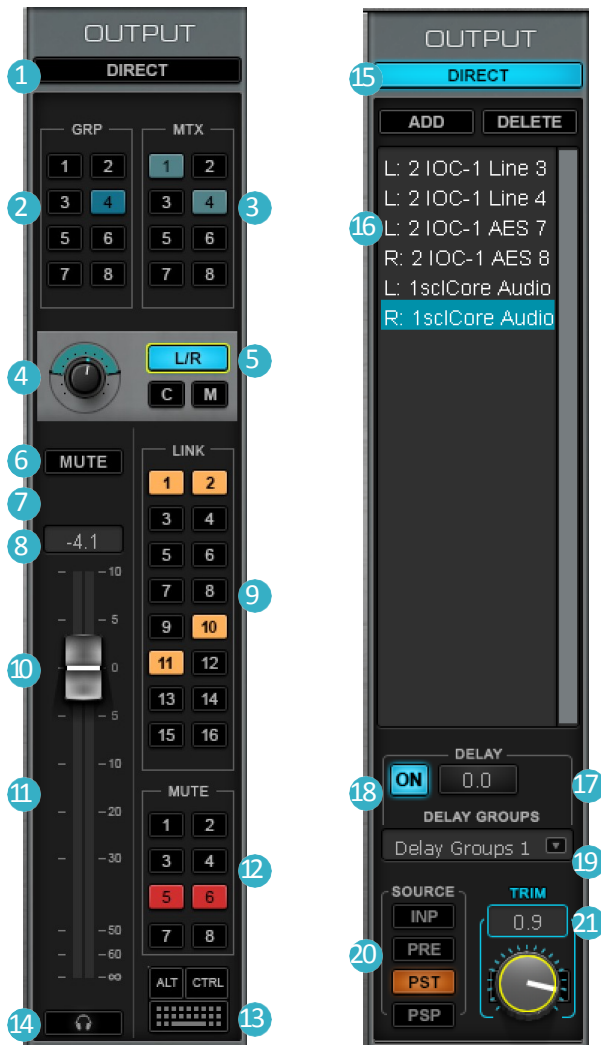 OUTPUT
1 DIRECT
GRP MTX
1 2 1 2
2 3 4 3 4 3
5 6 5 6
7 8 7 8
4 L/R 5
C M
6 MUTE LINK
1 2
7
3 4
8 -4.1
5 6
10
7 8 9
5
9 10
10 0
11 12
13 14
5
15 16
10
11 MUTE
20 1 2
30 3 4 12
5 6
50 7 8
60
∞ ALT CTRL
14 13
OUTPUT
15 DIRECT
ADD DELETE
L: 2 IOC-1 Line 3
L: 2 IOC-1 Line 4
16 L: 2 IOC-1 AES 7
R: 2 IOC-1 AES 8
L: 1sclCore Audio
R: 1sclCore Audio
DELAY
18 ON 0.0 17
DELAY GROUPS
Delay Groups 1 19
SOURCE TRIM
INP 0.9 21
20 PRE
PST
PSP